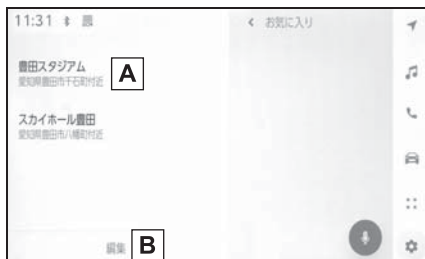 11:31
< お気に入り
豊田スタジアム
愛知県豊田市千石町付近
A
スカイホール豊田
愛知県豊田市八幡町付近
編集
B